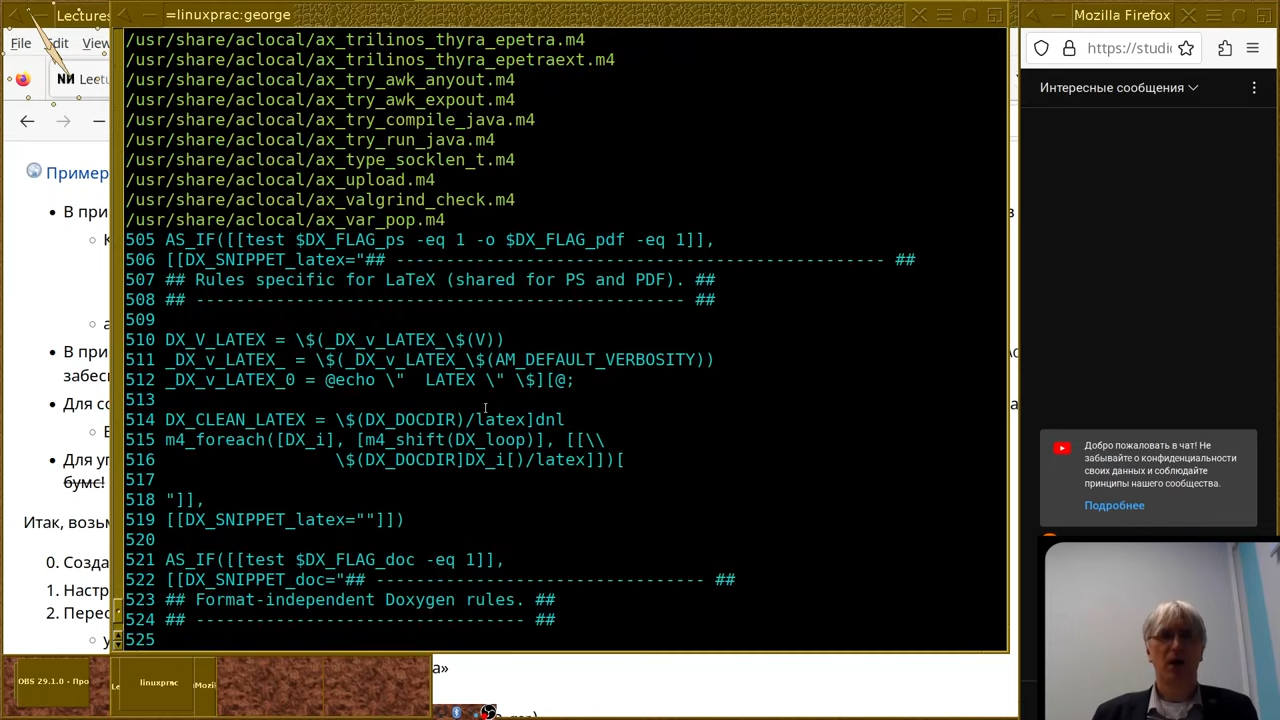 Lectures
=linuxprac:george
Mozilla Firefox
File Edit View
Lectu
https://studi
Интересные сообщения
Пример
В при
К
а
В при
забес
Для со
В
Для уп
бумс!
Итак, возьм
0. Созда
1. Настр
2. Перес
у
/usr/share/aclocal/ax_trilinos_thyra_epetra.m4
/usr/share/aclocal/ax_trilinos_thyra_epetraext.m4
/usr/share/aclocal/ax_try_awk_anyout.m4
/usr/share/aclocal/ax_try_awk_expout.m4
/usr/share/aclocal/ax_try_compile_java.m4
/usr/share/aclocal/ax_try_run_java.m4
/usr/share/aclocal/ax_type_socklen_t.m4
/usr/share/aclocal/ax_upload.m4
/usr/share/aclocal/ax_valgrind_check.m4
/usr/share/aclocal/ax_var_pop.m4
505 AS_IF([[test $DX_FLAG_ps -eq 1 -o $DX_FLAG_pdf -eq 1]],
506 [[DX_SNIPPET_latex="## ------------------------------------------------- ##
507 ## Rules specific for LaTeX (shared for PS and PDF). ##
508 ## ------------------------------------------------- ##
509
510 DX_V_LATEX = \$(_DX_v_LATEX_\$(V))
511 _DX_v_LATEX_ = \$(_DX_v_LATEX_\$(AM_DEFAULT_VERBOSITY))
512 _DX_v_LATEX_0 = @echo \"  LATEX \" \$][@;
513
514 DX_CLEAN_LATEX = \$(DX_DOCDIR)/latex]dnl
515 m4_foreach([DX_i], [m4_shift(DX_loop)], [[\\
516                  \$(DX_DOCDIR]DX_i[)/latex]])[
517
518 "]],
519 [[DX_SNIPPET_latex=""]])
520
521 AS_IF([[test $DX_FLAG_doc -eq 1]],
522 [[DX_SNIPPET_doc="## --------------------------------- ##
523 ## Format-independent Doxygen rules. ##
524 ## --------------------------------- ##
525
Добро пожаловать в чат! Не
забывайте о конфиденциальности
своих данных и соблюдайте
принципы нашего сообщества.
Подробнее
OBS 29.1.0 - Про
linuxprac
Mozil
а»